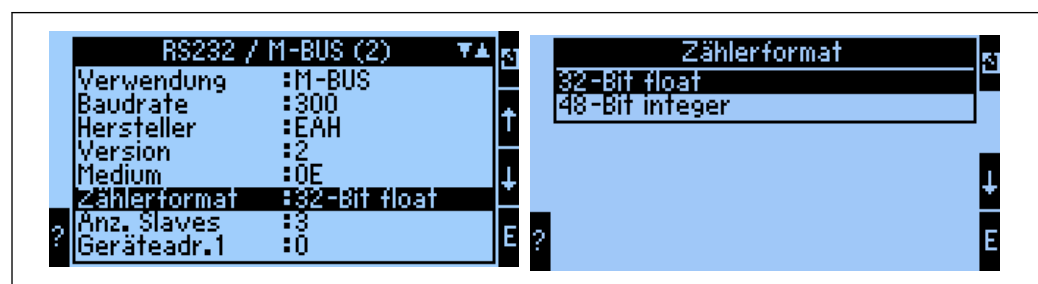 RS232 / M-BUS (2)
Verwendung :M-BUS
Baudrate :300
Hersteller :EAH
Version :2
Medium :0E
Zählerformat :32-Bit float
Anz. Slaves :3
Geräteadr.1 :0
?
E
Zählerformat
32-Bit float
48-Bit integer
?
E